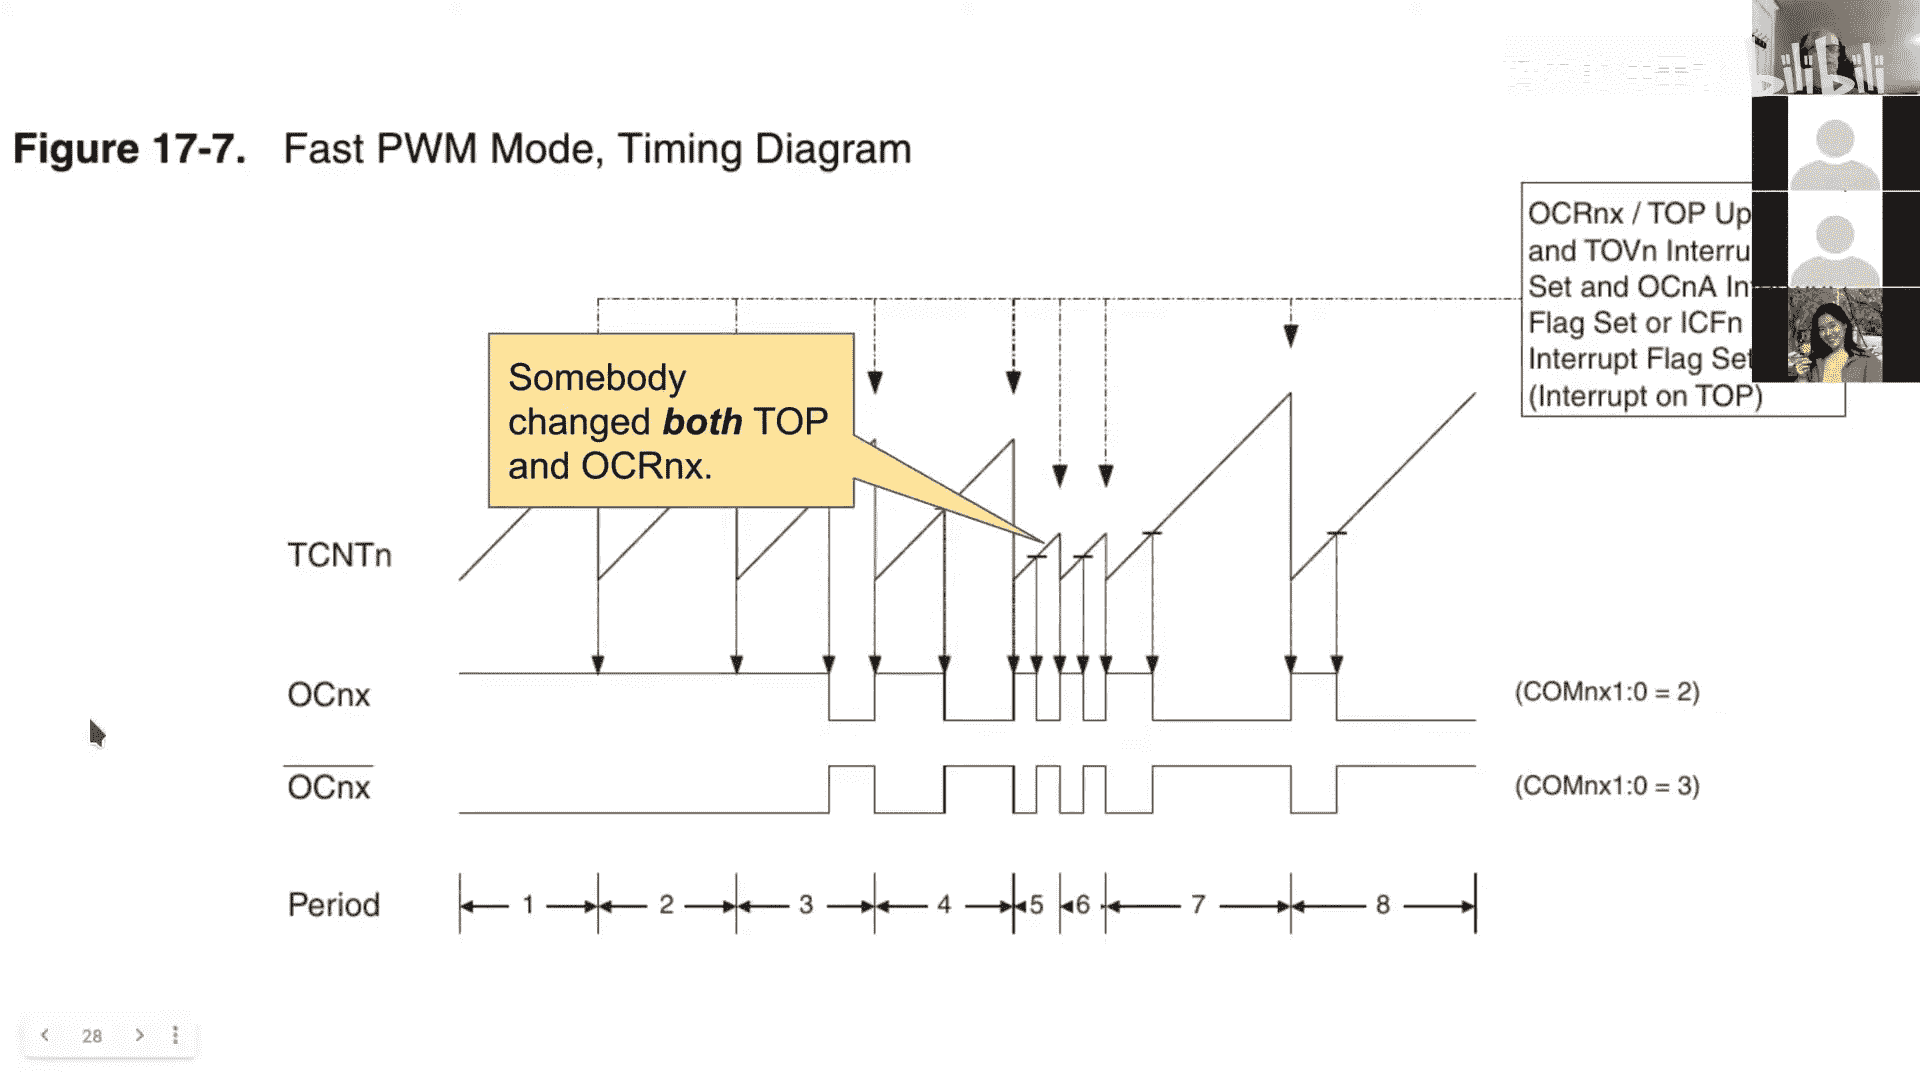 bilibili
Figure 17-7. Fast PWM Mode, Timing Diagram
OCRnx / TOP Up
and TOVn Interru
Set and OCnA In
Flag Set or ICFn
Interrupt Flag Set
(Interrupt on TOP)
Somebody
changed both TOP
and OCRnx.
TCNTn
OCnx
(COMnx1:0 = 2)
OCnx
(COMnx1:0 = 3)
Period
1 2 3 4 5 6 7 8
28